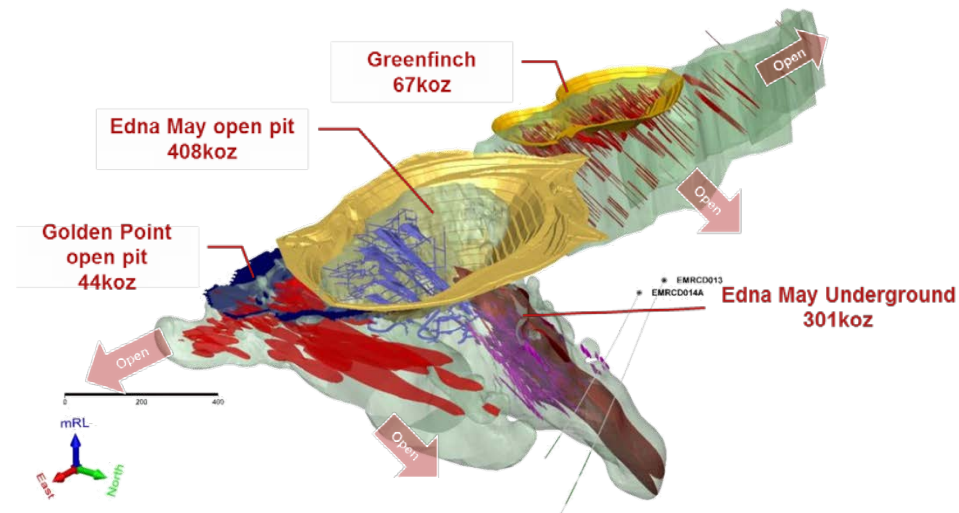 Greenfinch
67koz
Open
Edna May open pit
408koz
Open
Golden Point
open pit
44koz
EMRCD013
EMRCD014A
Edna May Underground
301koz
Open
0
200
400
mRL
Open
East
North